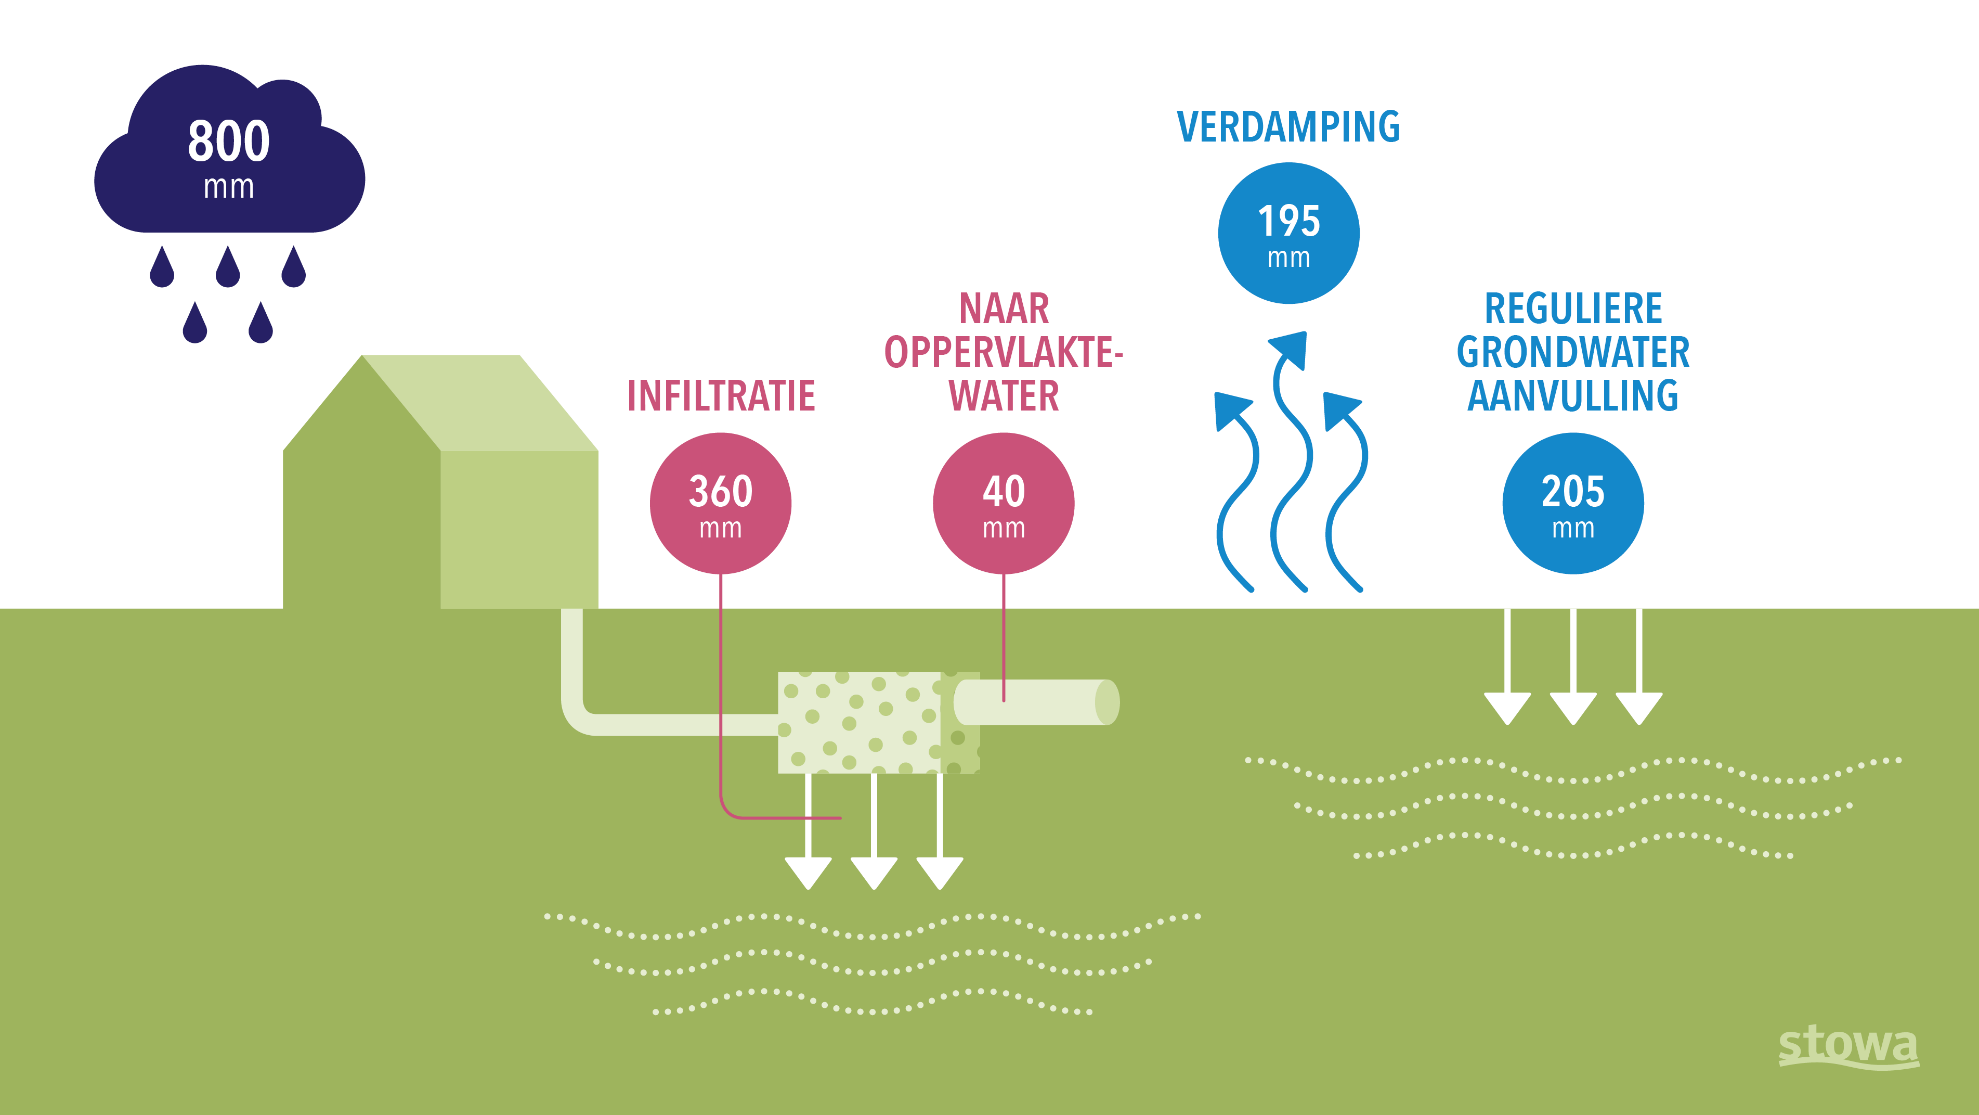 800
mm
INFILTRATIE
360
mm
NAAR
OPPERVLAKTE-
WATER
40
mm
VERDAMPING
195
mm
REGULIERE
GRONDWATER
AANVULLING
205
mm
stowa